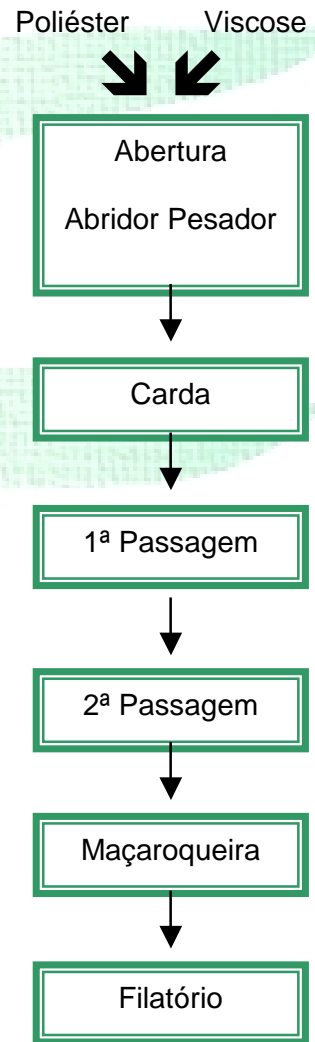 Poliéster Viscose
Abertura
Abridor Pesador
Carda
1ª Passagem
2ª Passagem
Maçaroqueira
Filatório